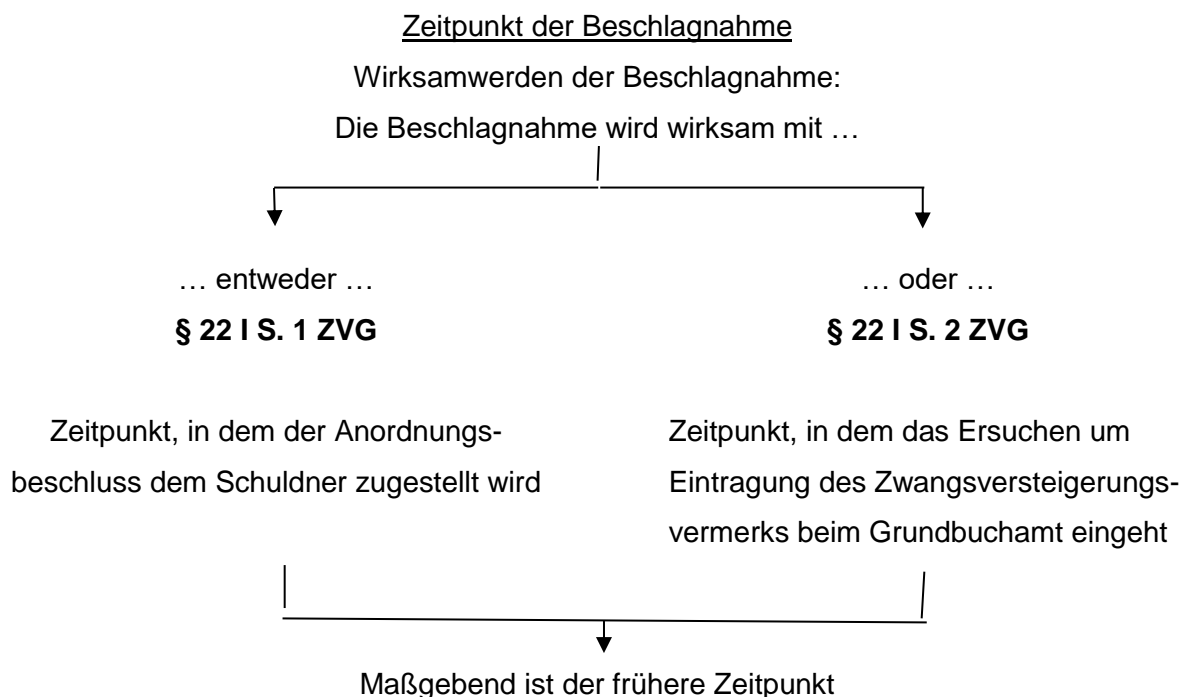 Zeitpunkt der Beschlagnahme
Wirksamwerden der Beschlagnahme:
Die Beschlagnahme wird wirksam mit …
… entweder …
§ 22 I S. 1 ZVG
Zeitpunkt, in dem der Anordnungs-
beschluss dem Schuldner zugestellt wird
… oder …
§ 22 I S. 2 ZVG
Zeitpunkt, in dem das Ersuchen um
Eintragung des Zwangsversteigerungs-
vermerks beim Grundbuchamt eingeht
Maßgebend ist der frühere Zeitpunkt